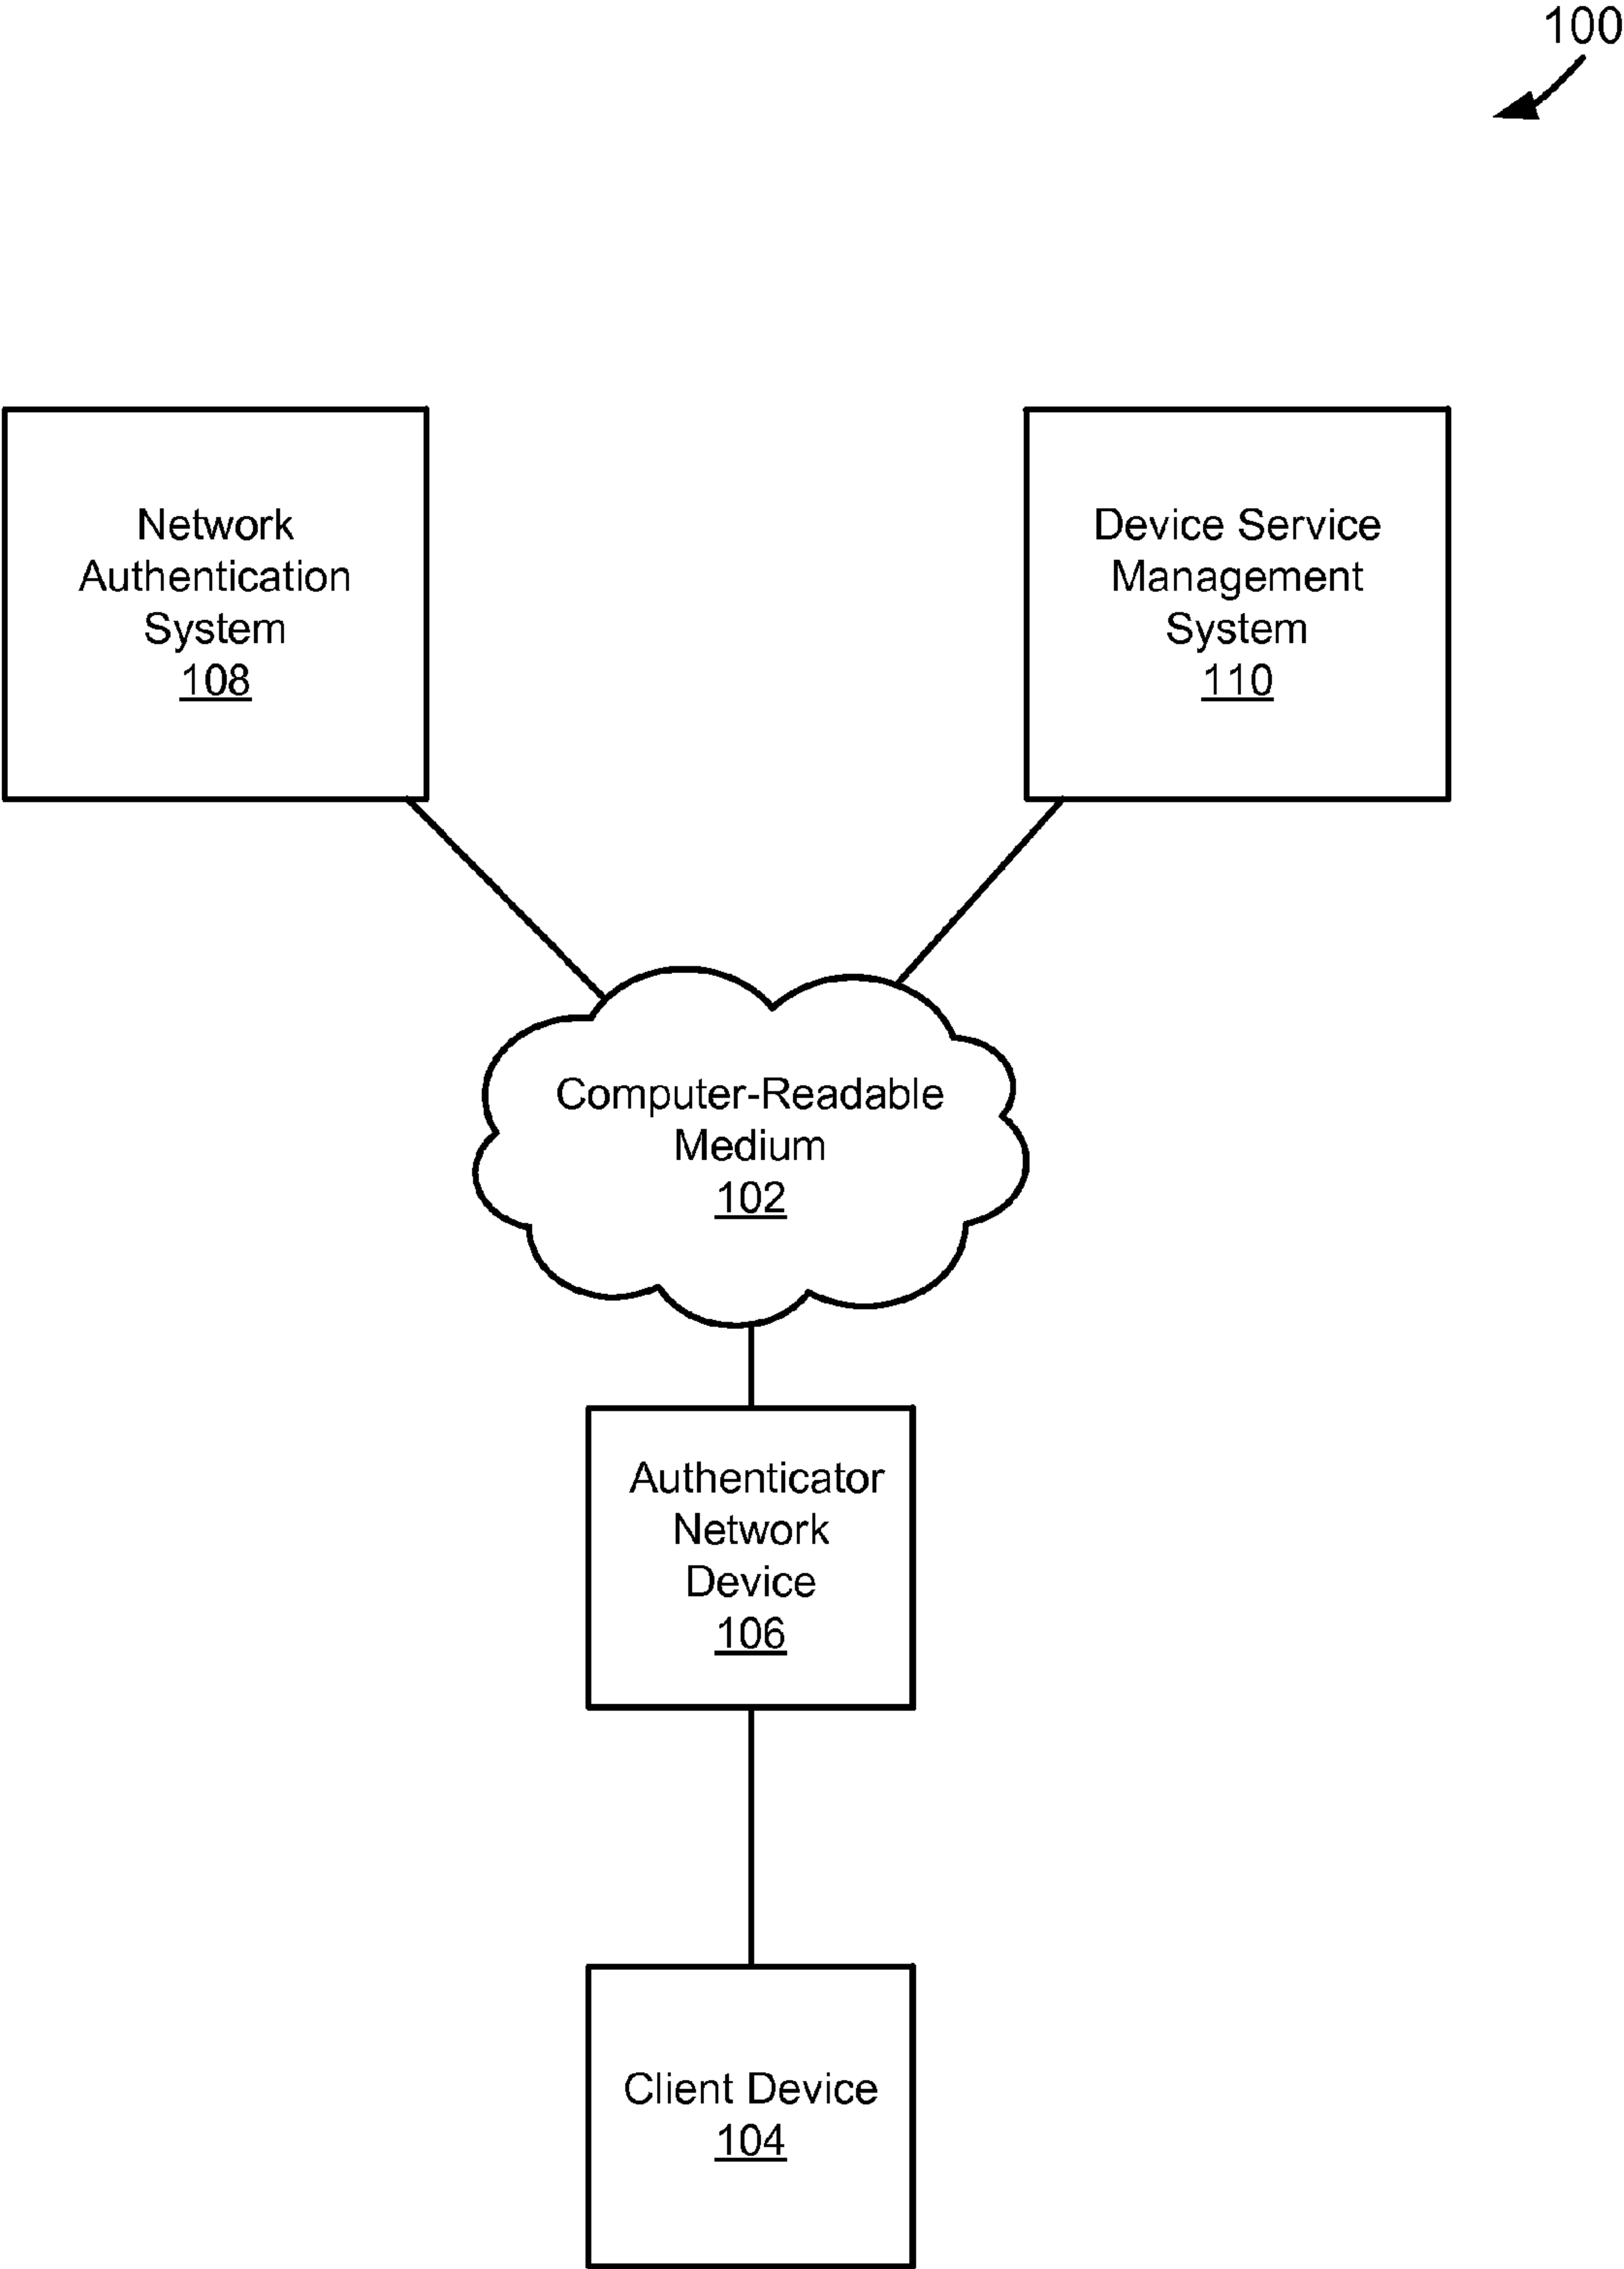 100
Network
Authentication
System
108
Device Service
Management
System
110
Computer-Readable
Medium
102
Authenticator
Network
Device
106
Client Device
104